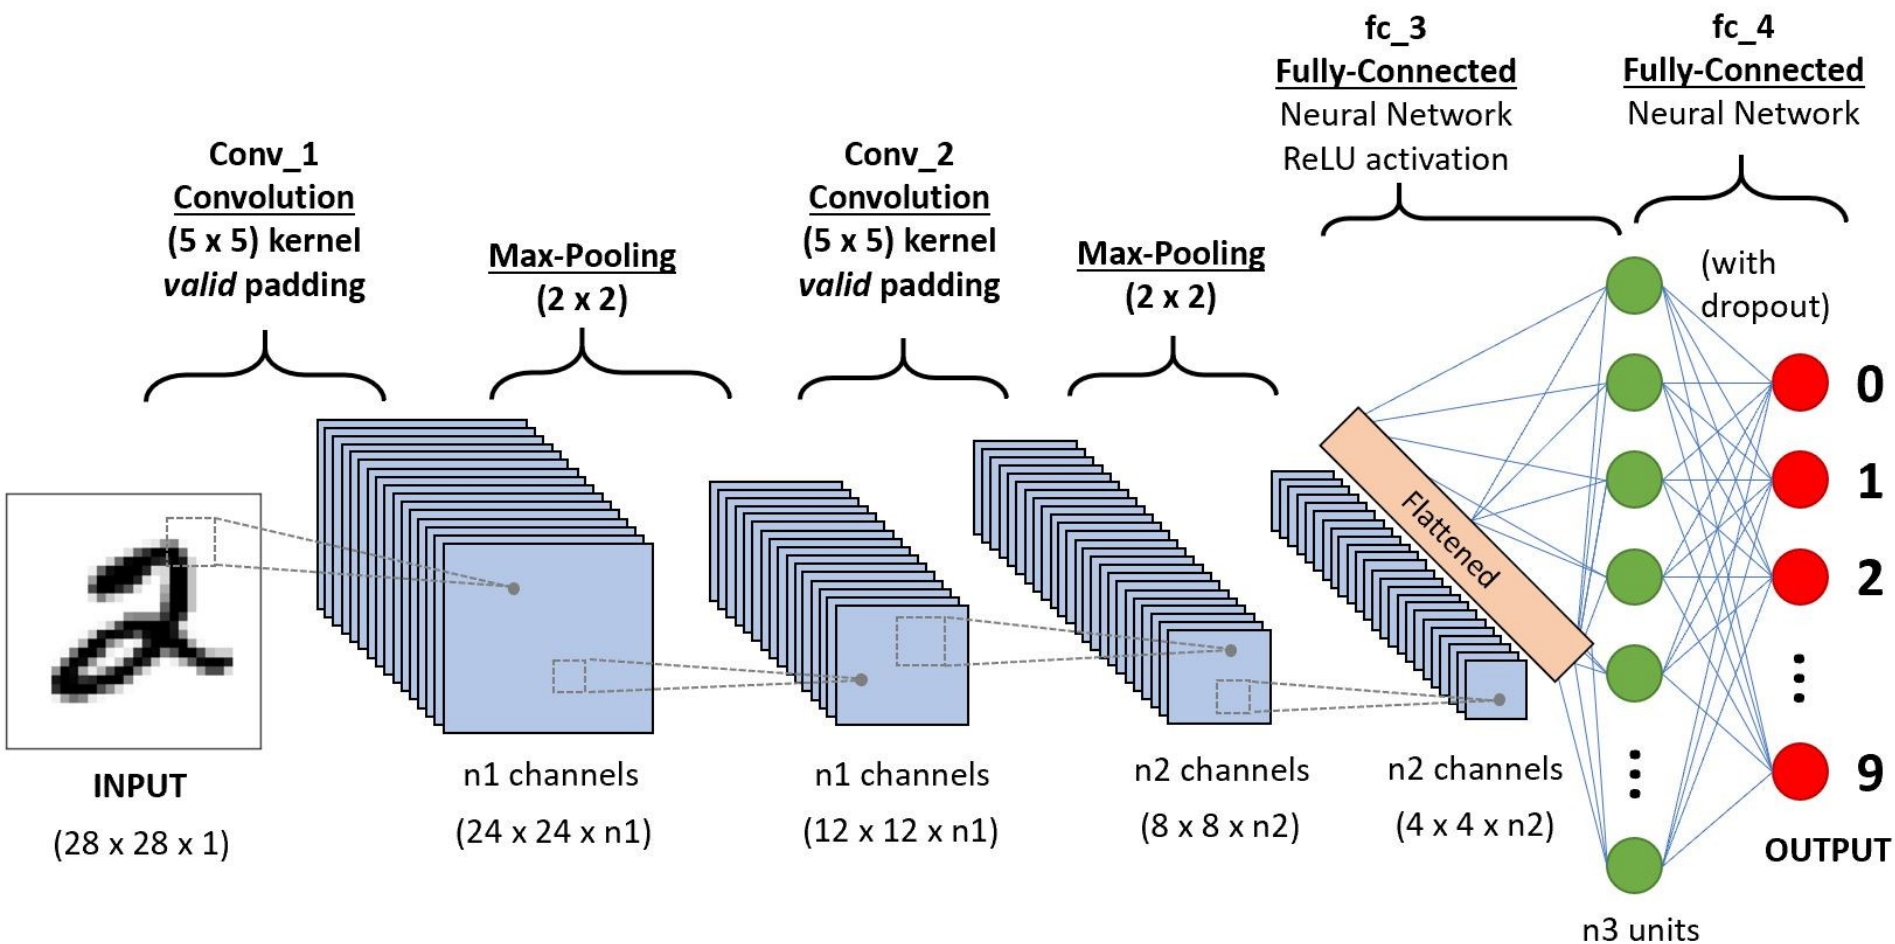 Conv_1
Convolution
(5 x 5) kernel
valid padding
Max-Pooling
(2 x 2)
Conv_2
Convolution
(5 x 5) kernel
valid padding
Max-Pooling
(2 x 2)
fc_3
Fully-Connected
Neural Network
ReLU activation
fc_4
Fully-Connected
Neural Network
(with
dropout)
2
INPUT
(28 x 28 x 1)
n1 channels
(24 x 24 x n1)
n1 channels
(12 x 12 x n1)
n2 channels
(8 x 8 x n2)
n2 channels
(4 x 4 x n2)
Flattened
n3 units
0
1
2
9
OUTPUT